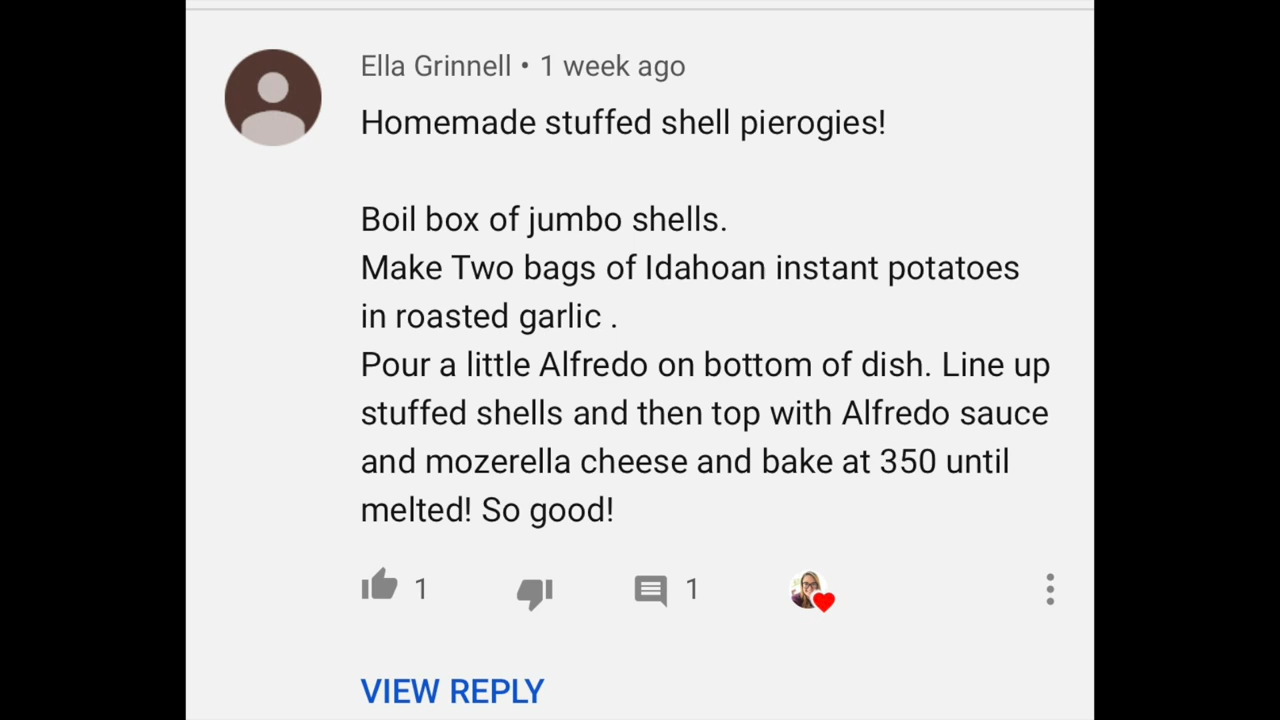 Ella Grinnell • 1 week ago
Homemade stuffed shell pierogies!
Boil box of jumbo shells.
Make Two bags of Idahoan instant potatoes
in roasted garlic .
Pour a little Alfredo on bottom of dish. Line up
stuffed shells and then top with Alfredo sauce
and mozerella cheese and bake at 350 until
melted! So good!
1 1
VIEW REPLY